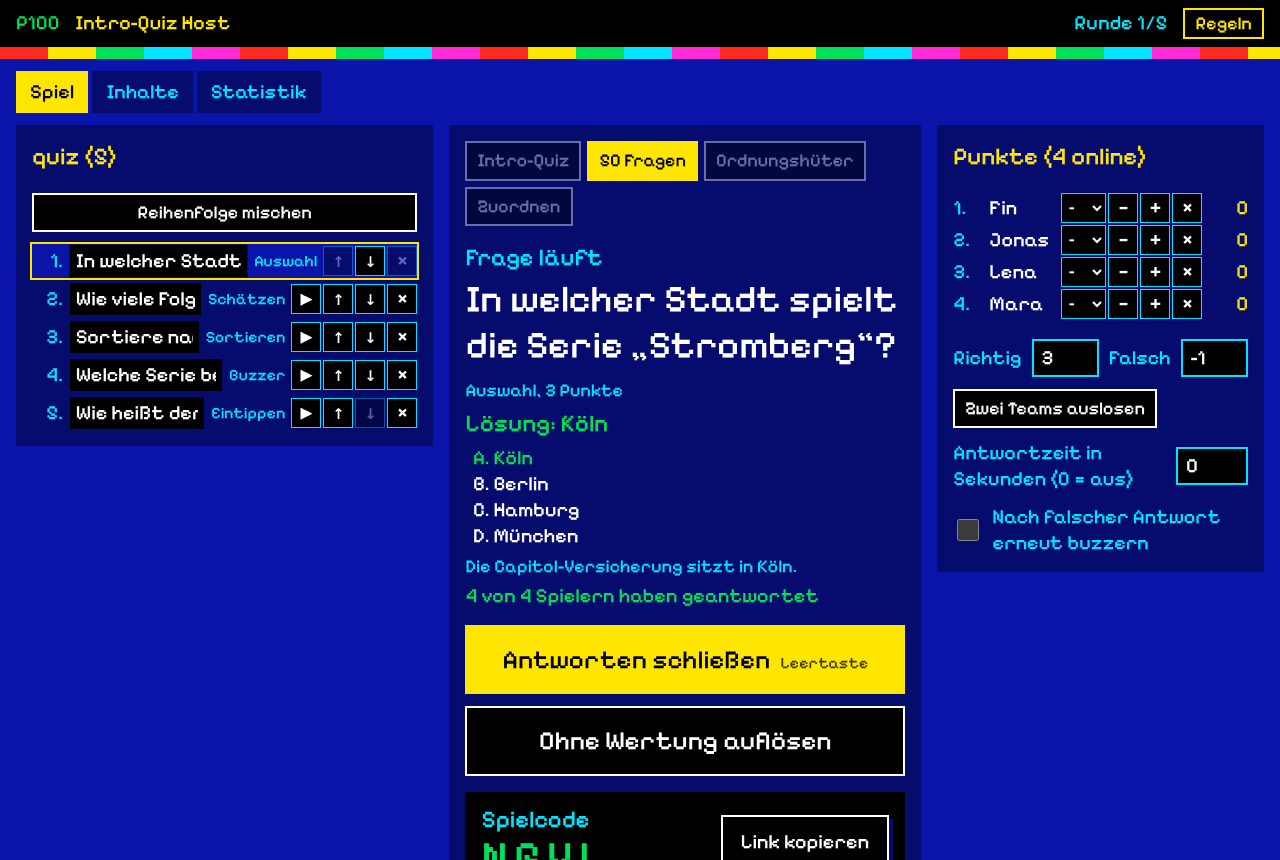 P100 Intro-Quiz Host Runde 1/5 Regeln
Spiel Inhalte Statistik
quiz (5)
Reihenfolge mischen
1. In welcher Stadt Auswahl ↑ ↓ ×
2. Wie viele Folg Schätzen ▶ ↑ ↓ ×
3. Sortiere na Sortieren ▶ ↑ ↓ ×
4. Welche Serie be Buzzer ▶ ↑ ↓ ×
5. Wie heißt der Eintippen ▶ ↑ ↓ ×
Intro-Quiz 50 Fragen Ordnungshüter
Zuordnen
Frage läuft
In welcher Stadt spielt
die Serie „Stromberg“?
Auswahl, 3 Punkte
Lösung: Köln
A. Köln
B. Berlin
C. Hamburg
D. München
Die Capitol-Versicherung sitzt in Köln.
4 von 4 Spielern haben geantwortet
Antworten schließen Leertaste
Ohne Wertung auflösen
Spielcode
Link kopieren
Punkte (4 online)
1. Fin - − + × 0
2. Jonas - − + × 0
3. Lena - − + × 0
4. Mara - − + × 0
Richtig 3 Falsch -1
Zwei Teams auslosen
Antwortzeit in
Sekunden (0 = aus) 0
Nach falscher Antwort
erneut buzzern